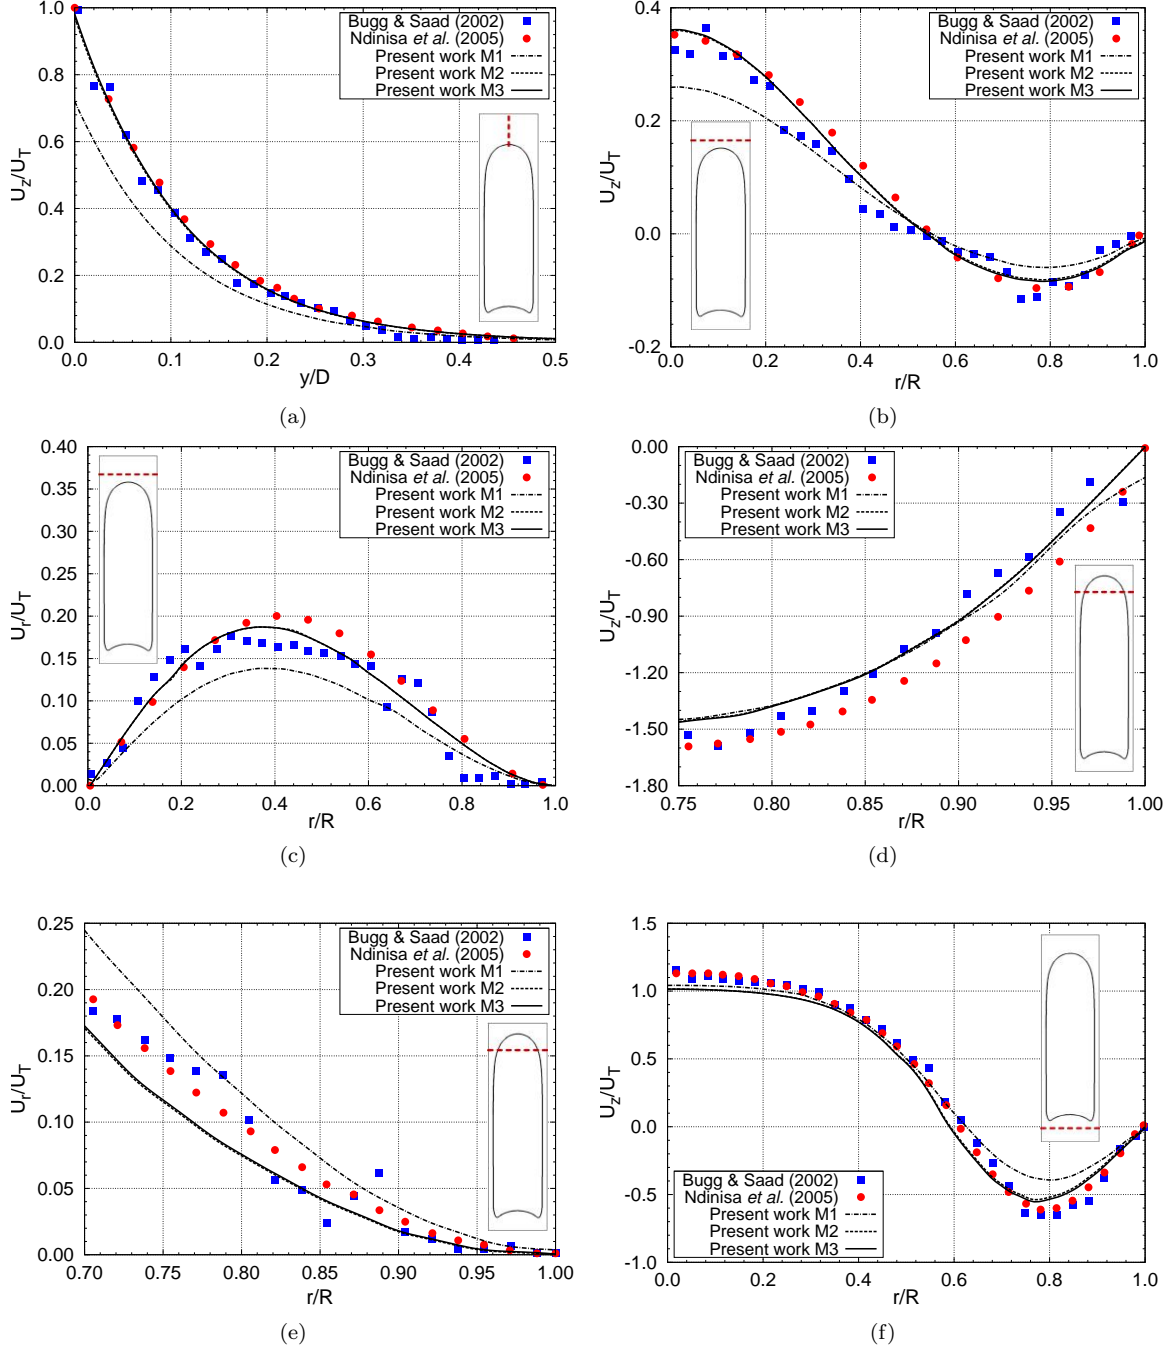 1.0
0.8
0.6
0.4
0.2
0.0
U_z/U_T
0.0 0.1 0.2 0.3 0.4 0.5
y/D
Bugg & Saad (2002)
Ndinisa et al. (2005)
Present work M1
Present work M2
Present work M3
(a)
0.4
0.2
0.0
-0.2
U_z/U_T
0.0 0.2 0.4 0.6 0.8 1.0
r/R
Bugg & Saad (2002)
Ndinisa et al. (2005)
Present work M1
Present work M2
Present work M3
(b)
0.40
0.35
0.30
0.25
0.20
0.15
0.10
0.05
0.00
U_r/U_T
0.0 0.2 0.4 0.6 0.8 1.0
r/R
Bugg & Saad (2002)
Ndinisa et al. (2005)
Present work M1
Present work M2
Present work M3
(c)
0.00
-0.30
-0.60
-0.90
-1.20
-1.50
-1.80
U_z/U_T
0.75 0.80 0.85 0.90 0.95 1.00
r/R
Bugg & Saad (2002)
Ndinisa et al. (2005)
Present work M1
Present work M2
Present work M3
(d)
0.25
0.20
0.15
0.10
0.05
0.00
U_r/U_T
0.70 0.75 0.80 0.85 0.90 0.95 1.00
r/R
Bugg & Saad (2002)
Ndinisa et al. (2005)
Present work M1
Present work M2
Present work M3
(e)
1.5
1.0
0.5
0.0
-0.5
-1.0
U_z/U_T
0.0 0.2 0.4 0.6 0.8 1.0
r/R
Bugg & Saad (2002)
Ndinisa et al. (2005)
Present work M1
Present work M2
Present work M3
(f)